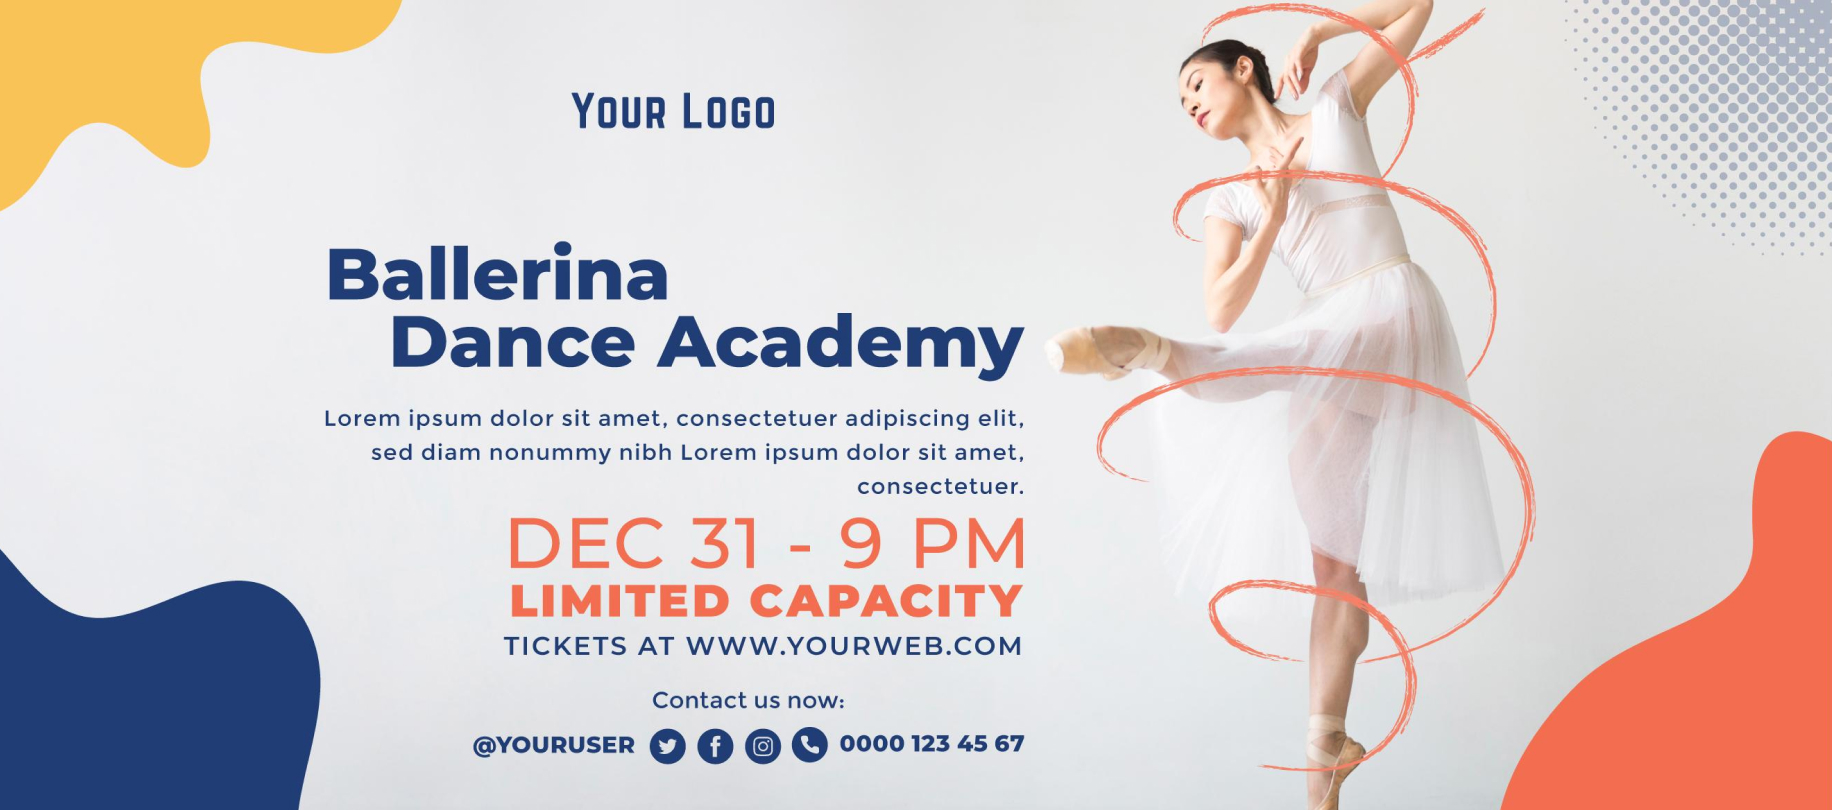 Your Logo
Ballerina
Dance Academy
Lorem ipsum dolor sit amet, consectetuer adipiscing elit,
sed diam nonummy nibh Lorem ipsum dolor sit amet,
consectetuer.
DEC 31 - 9 PM
LIMITED CAPACITY
TICKETS AT WWW.YOURWEB.COM
Contact us now:
@YOURUSER 0000 123 45 67